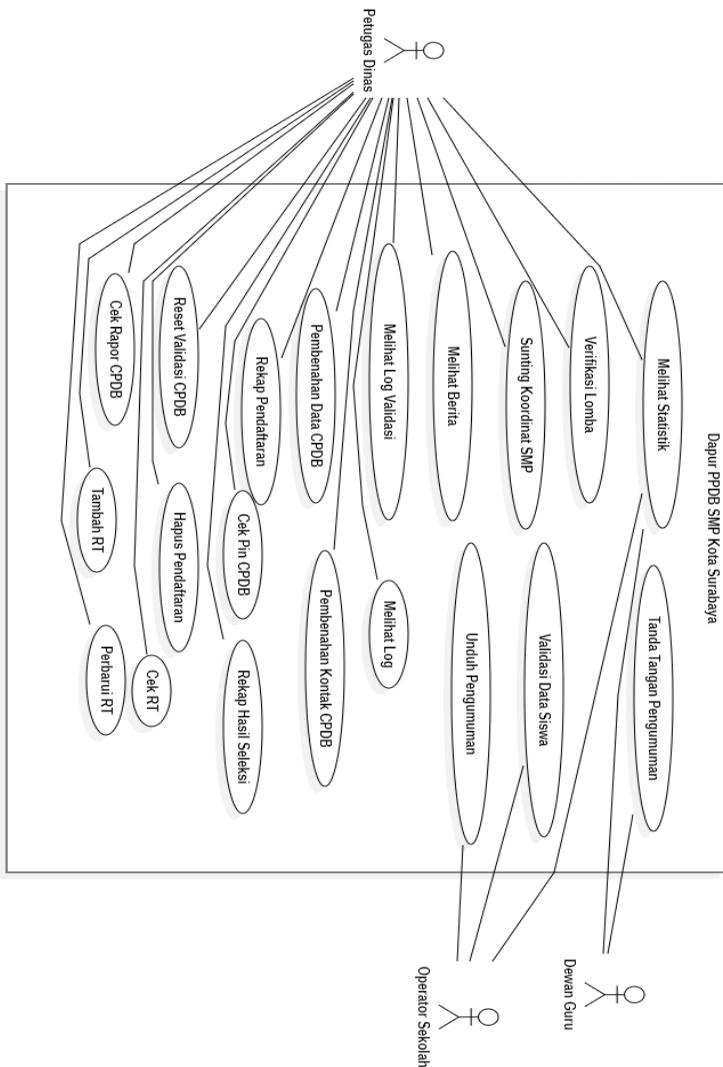 Dapur PPDB SMP Kota Surabaya
Petugas Dinas
Melihat Statistik
Tanda Tangan Pengumuman
Verifikasi Lomba
Sunting Koordinat SMP
Validasi Data Siswa
Melihat Berita
Unduh Pengumuman
Melihat Log Validasi
Melihat Log
Pembenahan Data CPDB
Pembenahan Kontak CPDB
Rekap Pendaftaran
Cek Pin CPDB
Rekap Hasil Seleksi
Reset Validasi CPDB
Hapus Pendaftaran
Cek RT
Cek Rapor CPDB
Tambah RT
Perbarui RT
Dewan Guru
Operator Sekolah